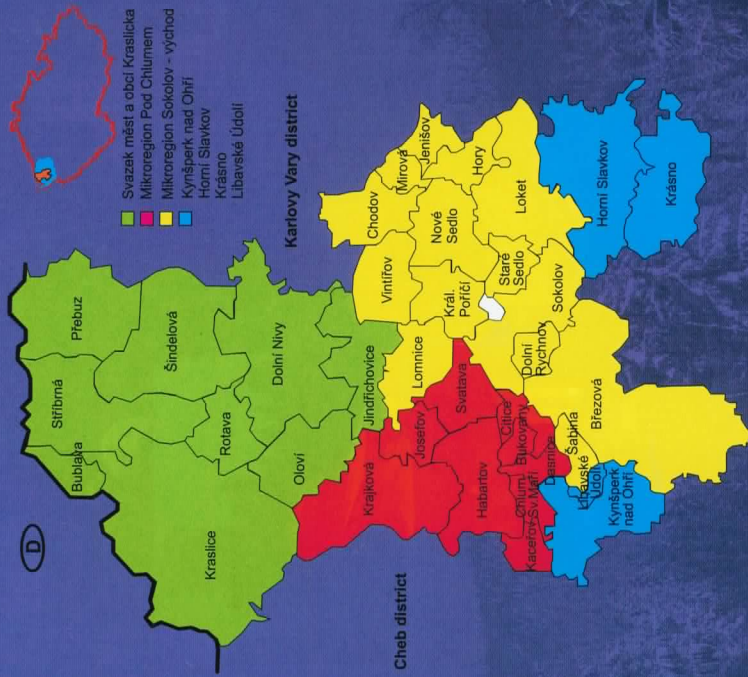 D
Svazek měst a obcí Kraslicka
Mikroregion Pod Chlumem
Mikroregion Sokolov - východ
Kynšperk nad Ohří
Horní Slavkov
Krásno
Libavské Údolí
Karlovy Vary district
Cheb district
Bublava
Stříbrná
Přebuz
Kraslice
Rotava
Šindelová
Oloví
Dolní Nivy
Jindřichovice
Krajková
Josefov
Svatava
Habartov
Citice
Bukovany
Chlum
Sv.Maří
Kaceřov
Dasnice
Šabina
Libavské
Údolí
Kynšperk
nad Ohří
Lomnice
Vintířov
Chodov
Mírová
Jenišov
Nové
Sedlo
Hory
Král.
Poříčí
Staré
Sedlo
Loket
Sokolov
Dolní
Rychnov
Březová
Horní Slavkov
Krásno